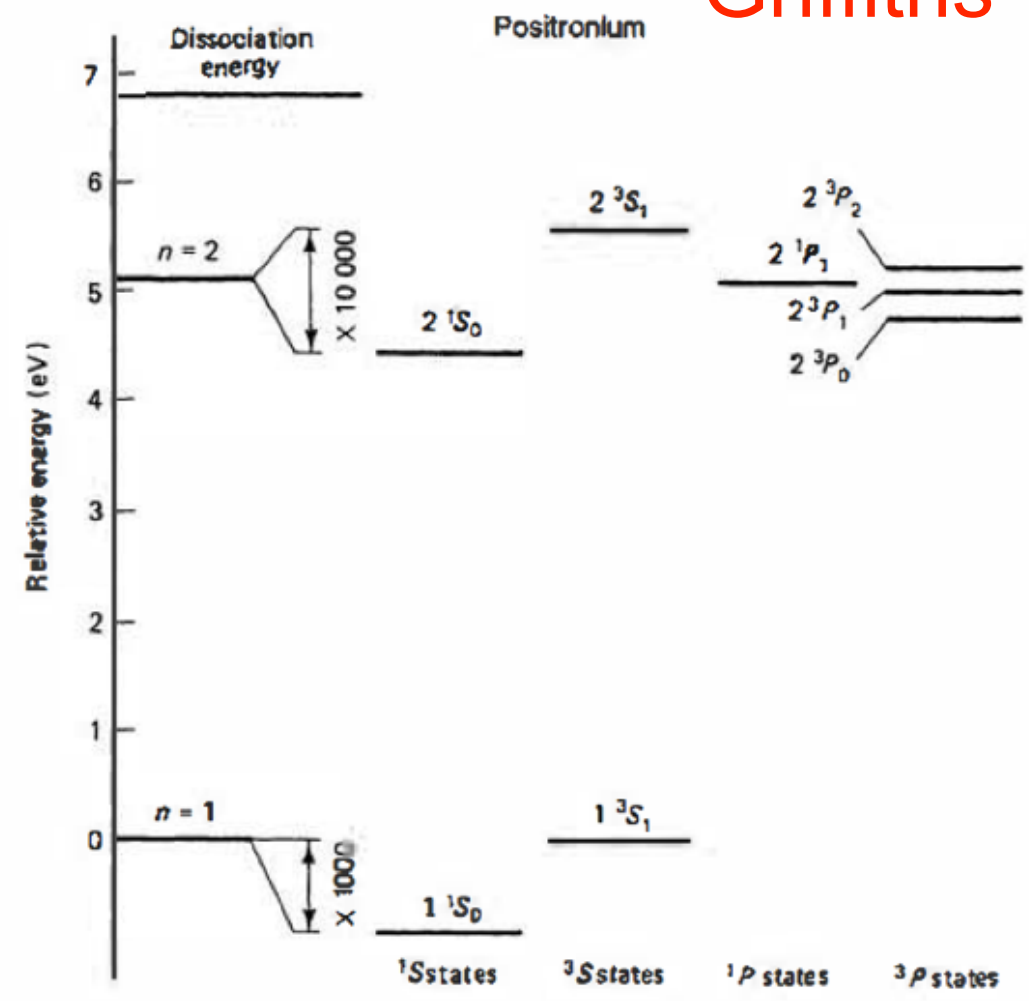 Griffiths
Positronium
Dissociation
energy
7
6
5
4
3
2
1
0
Relative energy (eV)
n = 2
X 10 000
n = 1
X 1000
2 ¹S₀
1 ¹S₀
2 ³S₁
1 ³S₁
2 ¹P₁
2 ³P₂
2 ³P₁
2 ³P₀
¹S states
³S states
¹P states
³P states